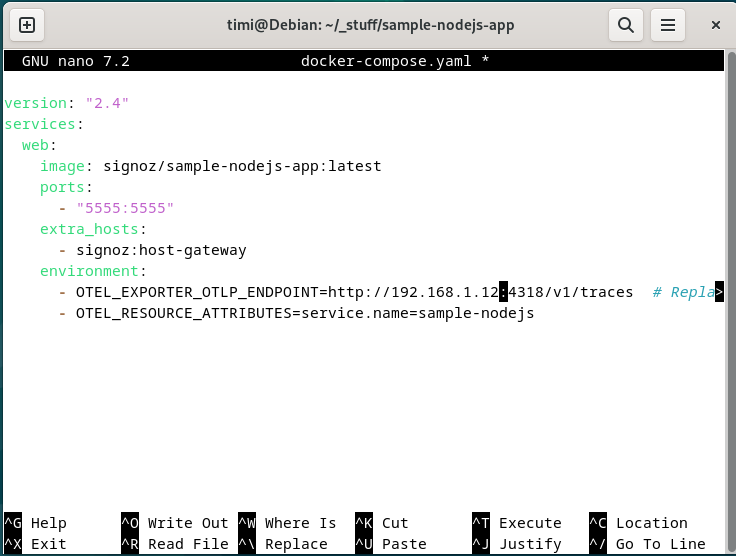 timi@Debian: ~/_stuff/sample-nodejs-app
GNU nano 7.2 docker-compose.yaml *
version: "2.4"
services:
  web:
    image: signoz/sample-nodejs-app:latest
    ports:
      - "5555:5555"
    extra_hosts:
      - signoz:host-gateway
    environment:
      - OTEL_EXPORTER_OTLP_ENDPOINT=http://192.168.1.12:4318/v1/traces  # Repla>
      - OTEL_RESOURCE_ATTRIBUTES=service.name=sample-nodejs
^G Help ^O Write Out ^W Where Is ^K Cut ^T Execute ^C Location
^X Exit ^R Read File ^\ Replace ^U Paste ^J Justify ^/ Go To Line